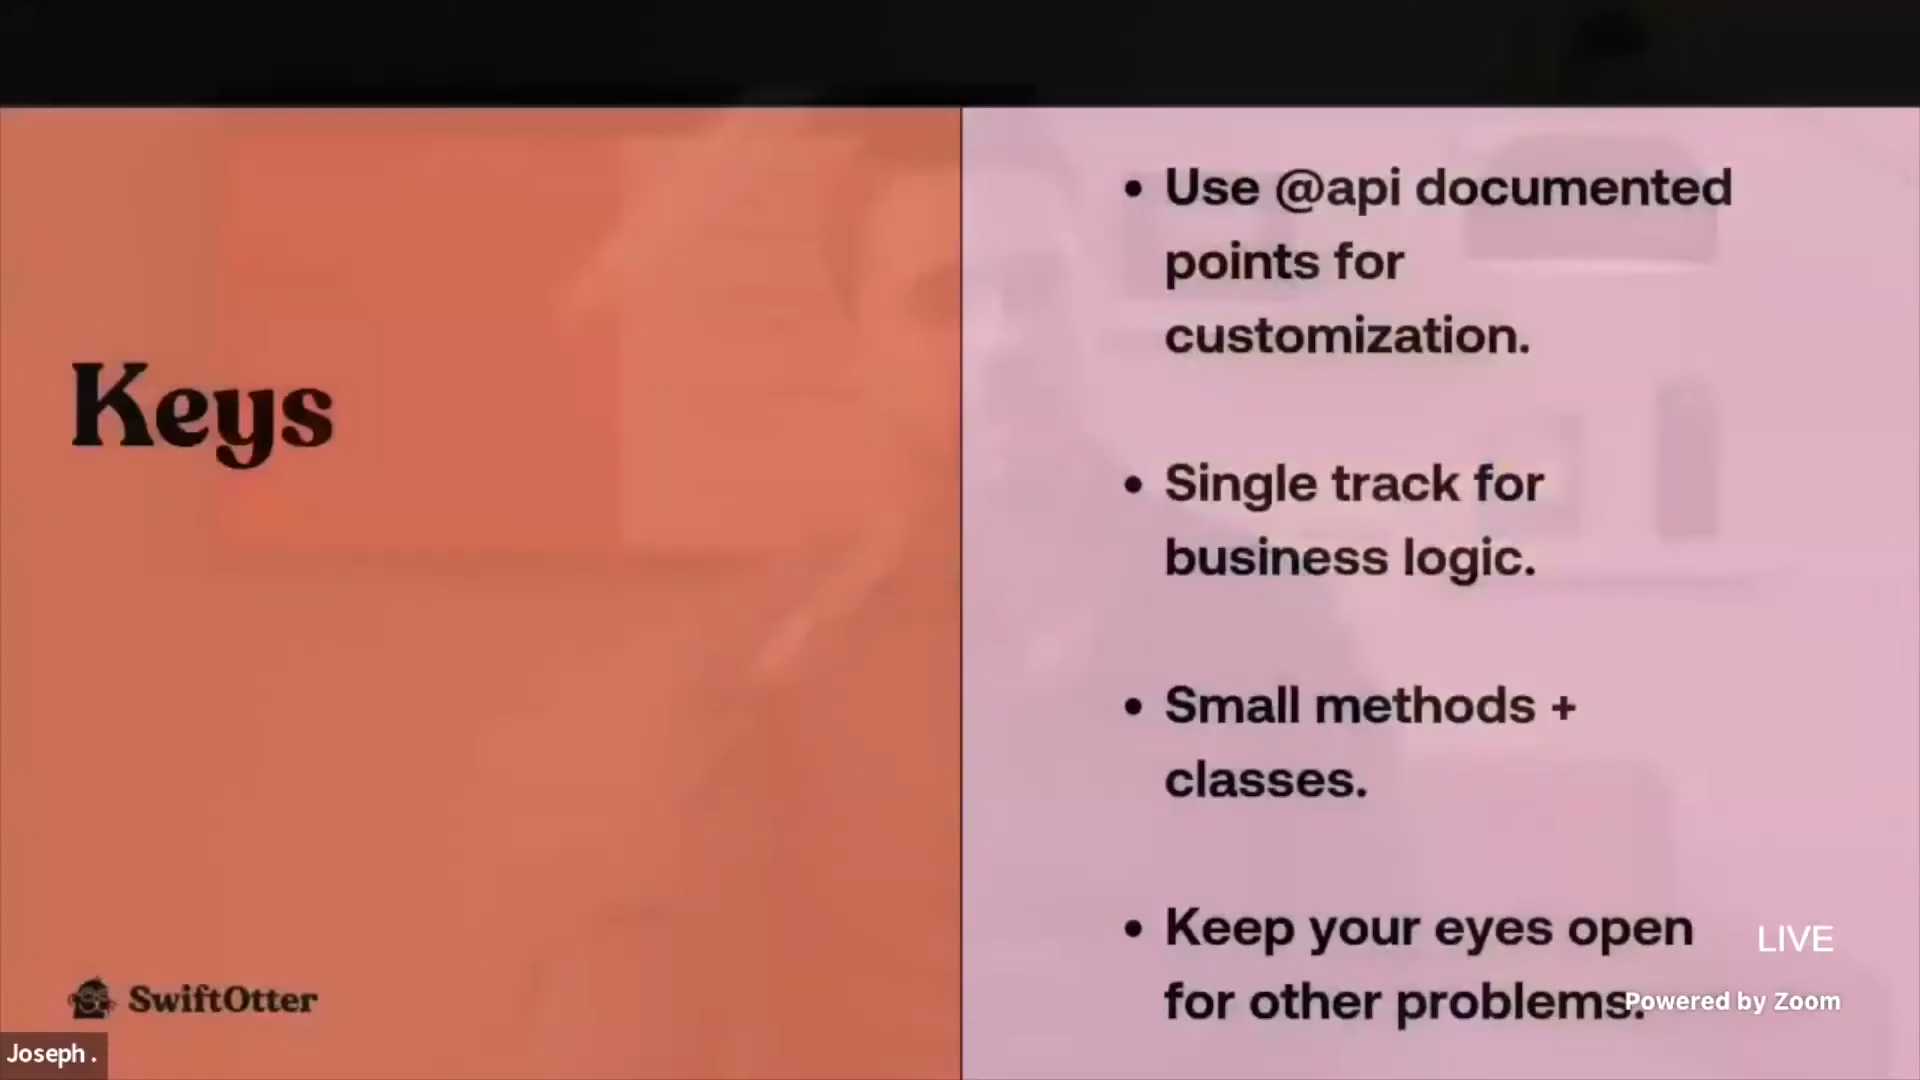 Keys
• Use @api documented
points for
customization.
• Single track for
business logic.
• Small methods +
classes.
• Keep your eyes open
for other problems.
LIVE
Powered by Zoom
SwiftOtter
Joseph .